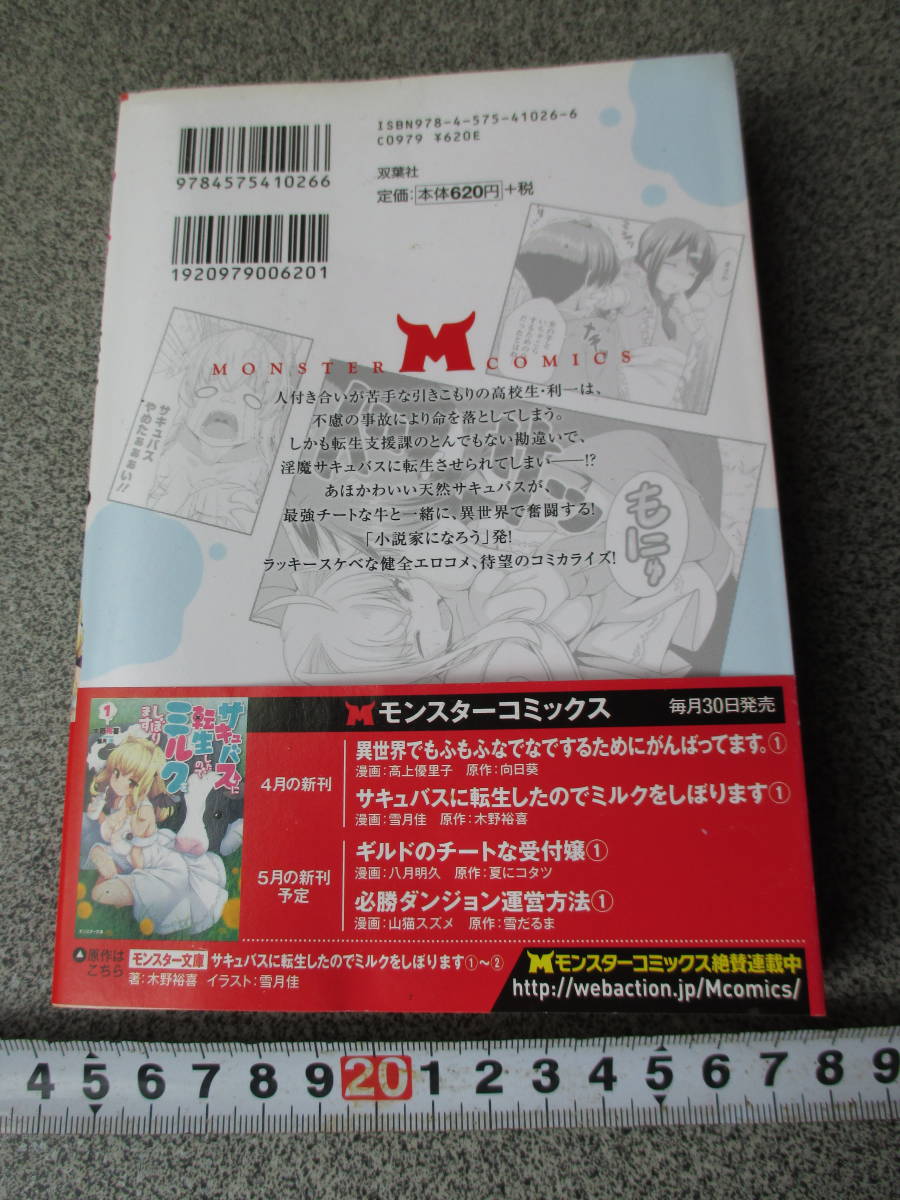 ISBN978-4-575-41026-6
C0979 ¥620E
9784575410266
双葉社
定価:本体620円+税
1920979006201
MONSTER M COMICS
サキュバス
やめたぁぁぁい!!
もにゅ
人付き合いが苦手な引きこもりの高校生・利一は、
不慮の事故により命を落としてしまう。
しかも転生支援課のとんでもない勘違いで、
淫魔サキュバスに転生させられてしまい――!?
あほかわいい天然サキュバスが、
最強チートな牛と一緒に、異世界で奮闘する!
「小説家になろう」発!
ラッキースケベな健全エロコメ、待望のコミカライズ!
モンスターコミックス 毎月30日発売
4月の新刊
異世界でもふもふなでなでするためにがんばってます。①
漫画:高上優里子 原作:向日葵
サキュバスに転生したのでミルクをしぼります①
漫画:雪月佳 原作:木野裕喜
5月の新刊
予定
ギルドのチートな受付嬢①
漫画:八月明久 原作:夏にコタツ
必勝ダンジョン運営方法①
漫画:山猫スズメ 原作:雪だるま
1
サキュバスに
転生したので
ミルクを
しぼり
ます
▲原作は
こちら
モンスター文庫 サキュバスに転生したのでミルクをしぼります①~②
著:木野裕喜 イラスト:雪月佳
モンスターコミックス絶賛連載中
http://webaction.jp/Mcomics/
4 5 6 7 8 9 20 1 2 3 4 5 6 7 8 9